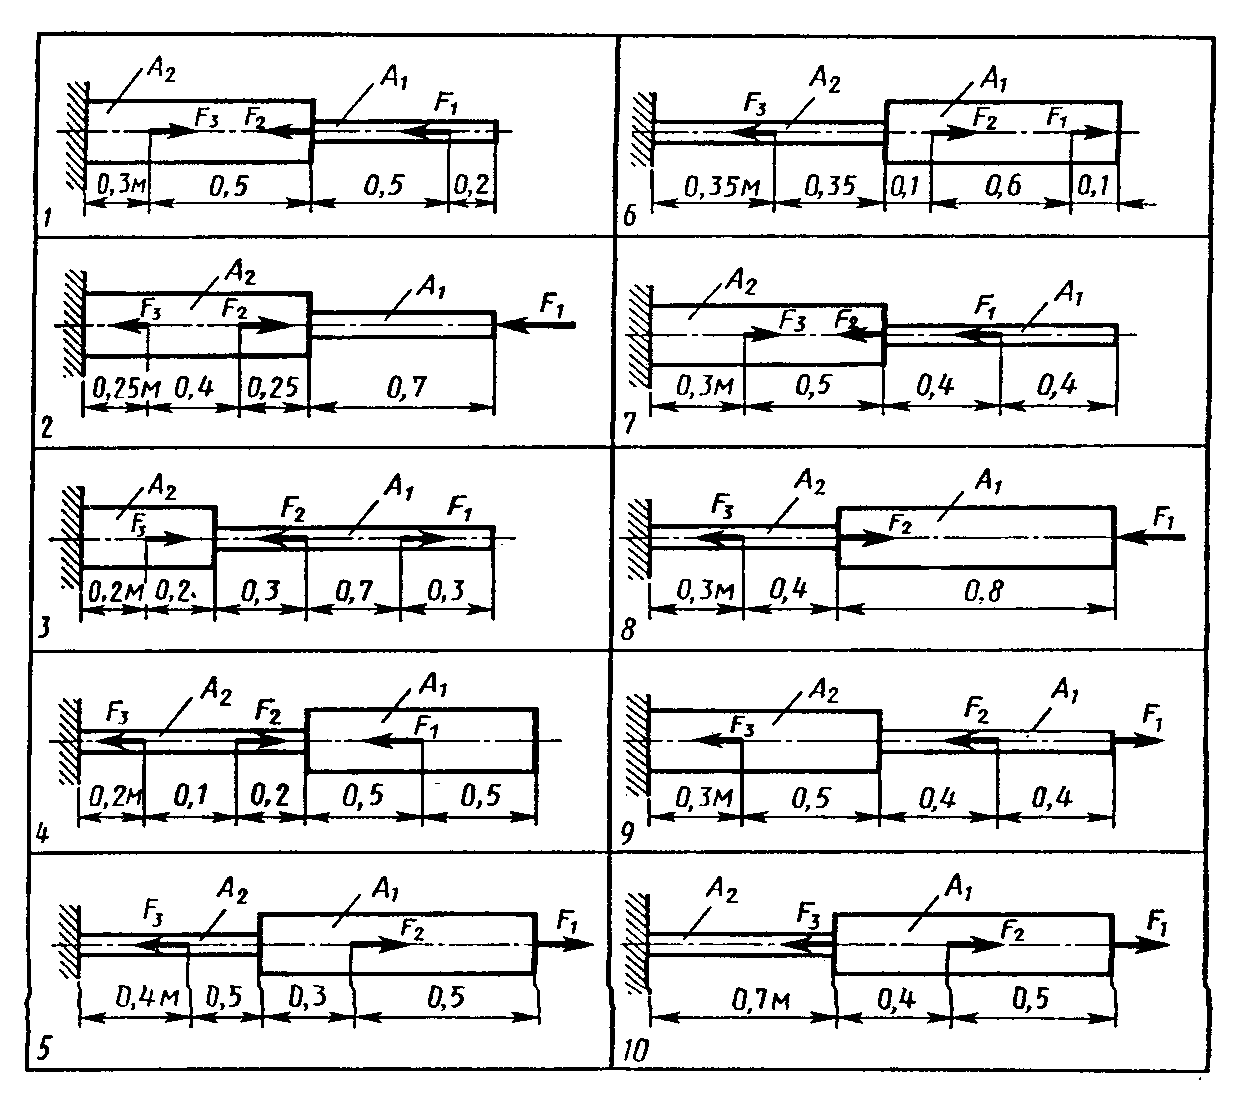 A2 A1
F3 F2 F1
0,3м 0,5 0,5 0,2
1
A2 A1
F3 F2 F1
0,35м 0,35 0,1 0,6 0,1
6
A2 A1
F3 F2 F1
0,25м 0,4 0,25 0,7
2
A2 A1
F3 F2 F1
0,3м 0,5 0,4 0,4
7
A2 A1
F3 F2 F1
0,2м 0,2 0,3 0,7 0,3
3
A2 A1
F3 F2 F1
0,3м 0,4 0,8
8
A2 A1
F3 F2 F1
0,2м 0,1 0,2 0,5 0,5
4
A2 A1
F3 F2 F1
0,3м 0,5 0,4 0,4
9
A2 A1
F3 F2 F1
0,4м 0,5 0,3 0,5
5
A2 A1
F3 F2 F1
0,7м 0,4 0,5
10